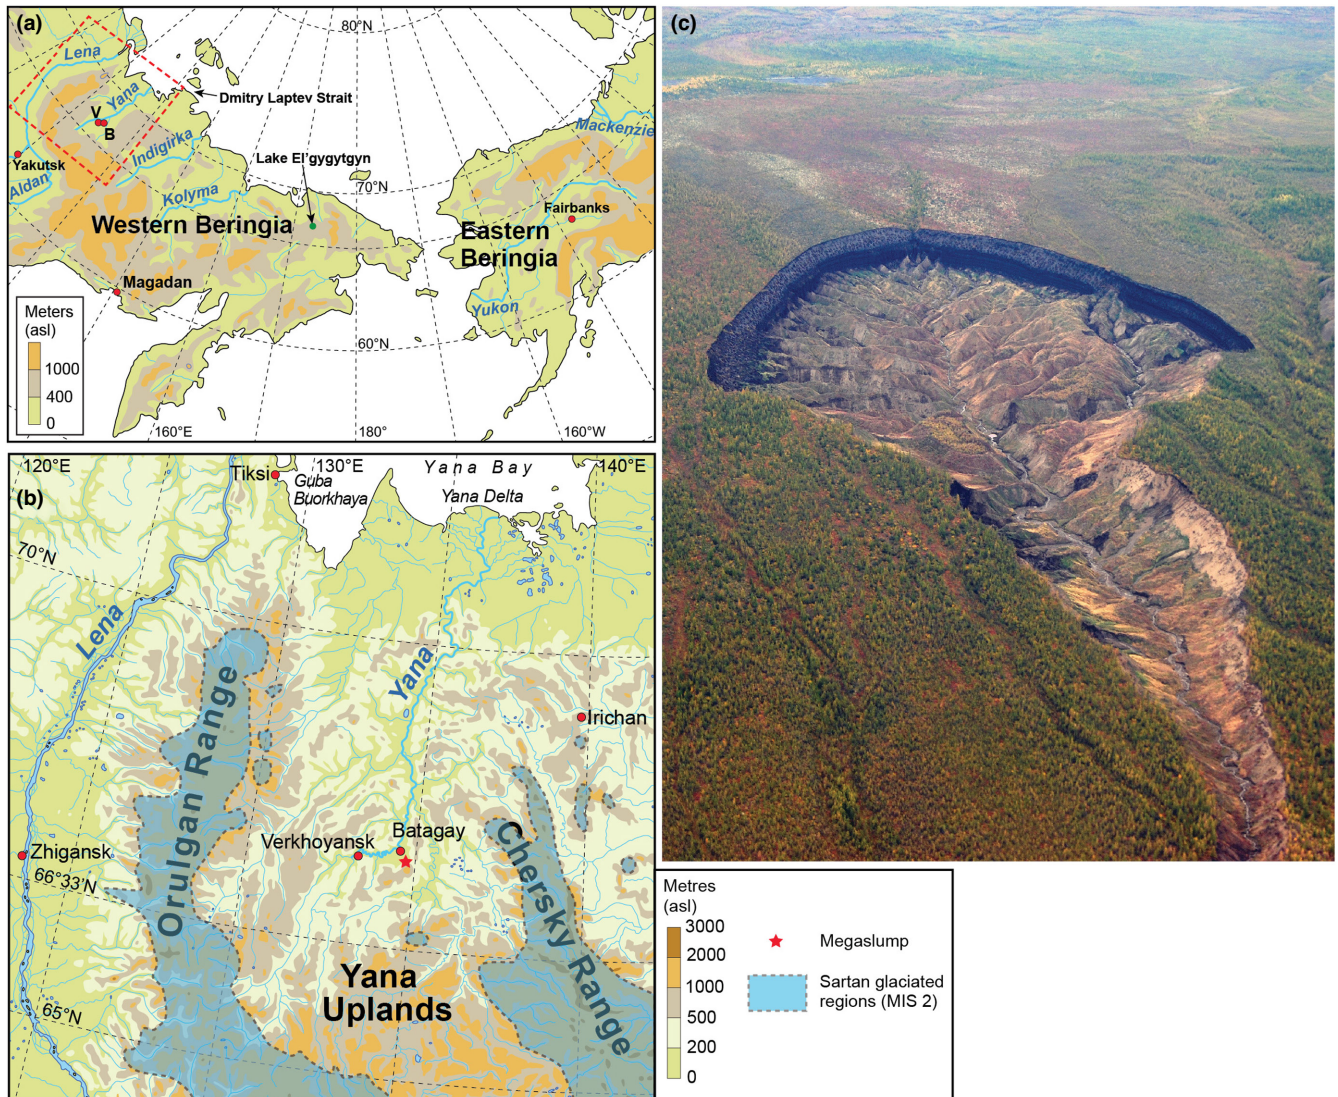 (a)
80°N
Lena
Yana
Dmitry Laptev Strait
V
B
Mackenzie
Indigirka
Yakutsk
Lake El'gygytgyn
Aldan
Kolyma
70°N
Fairbanks
Western Beringia
Eastern
Beringia
Magadan
Yukon
Meters
(asl)
1000
400
0
60°N
160°E
180°
160°W
(b)
120°E
Tiksi
130°E
Guba
Buorkhaya
Yana Bay
Yana Delta
140°E
70°N
Lena
Yana
Orulgan Range
Irichan
Verkhoyansk
Batagay
Zhigansk
66°33'N
Chersky Range
Yana
Uplands
65°N
(c)
Metres
(asl)
3000
2000
1000
500
200
0
Megaslump
Sartan glaciated
regions (MIS 2)